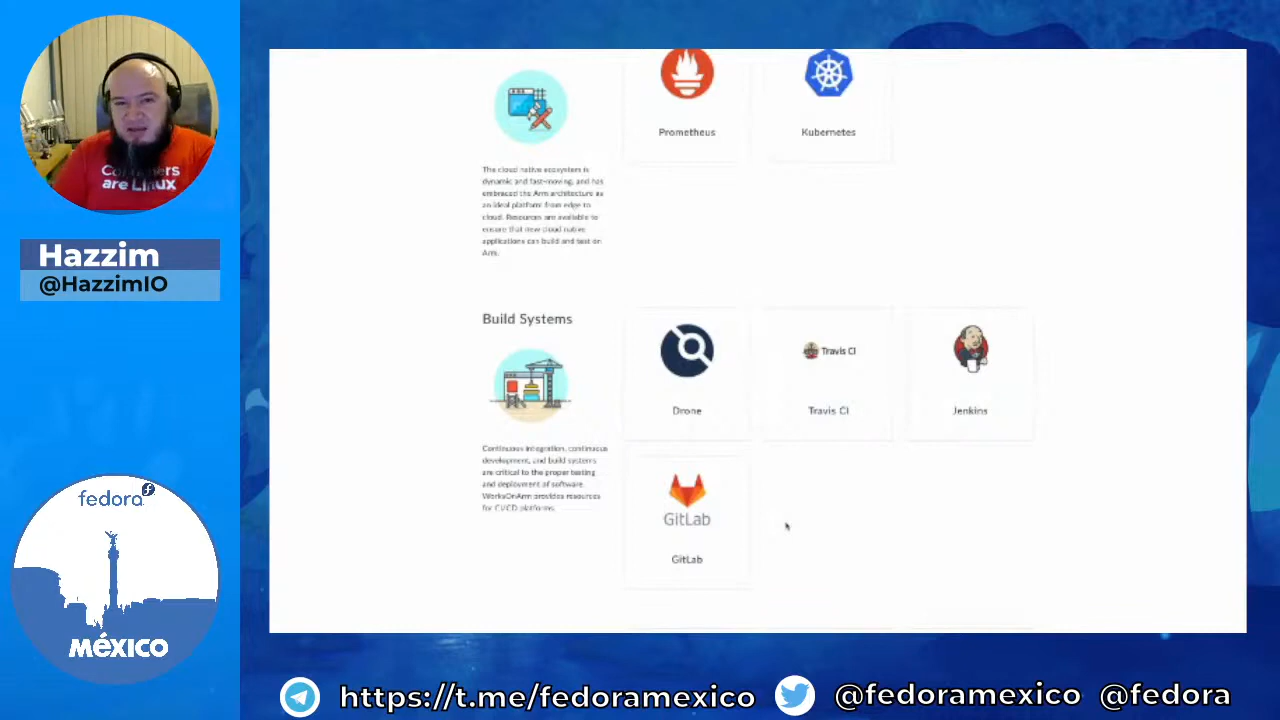 Containers
are Linux
Hazzim
@HazzimIO
fedora
MÉXICO
Prometheus
Kubernetes
The cloud native ecosystem is
dynamic and fast-moving, and has
embraced the Arm architecture as
an ideal platform from edge to
cloud. Resources are available to
ensure that new cloud native
applications can build and test on
Arm.
Build Systems
Drone
Travis CI
Travis CI
Jenkins
Continuous integration, continuous
development, and build systems
are critical to the proper testing
and deployment of software.
WorksOnArm provides resources
for CI/CD platforms.
GitLab
GitLab
https://t.me/fedoramexico
@fedoramexico @fedora